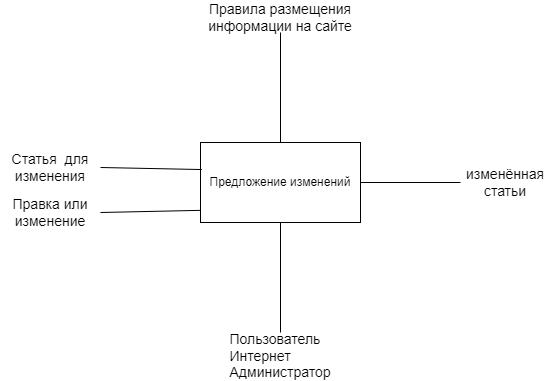 Правила размещения
информации на сайте
Статья для
изменения
Предложение изменений
изменённая
статьи
Правка или
изменение
Пользователь
Интернет
Администратор